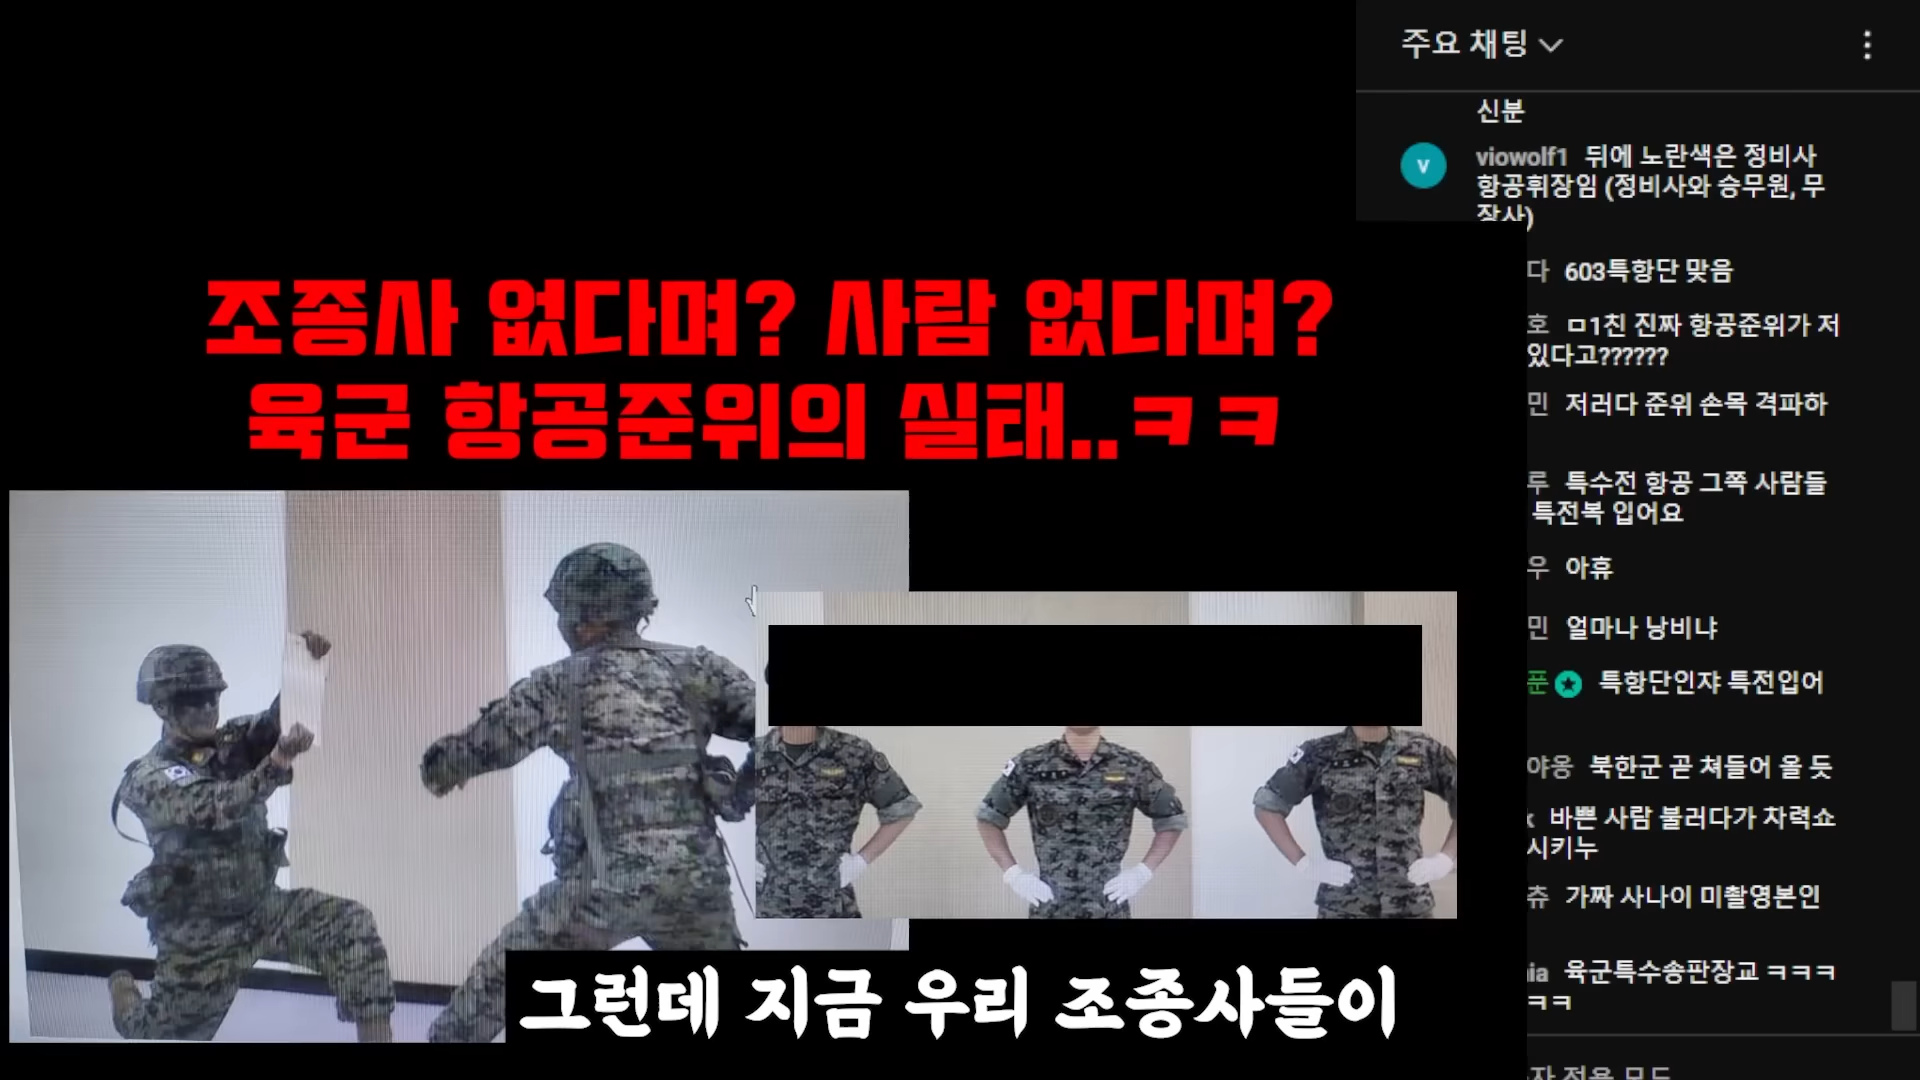 조종사 없다며? 사람 없다며?
육군 항공준위의 실태..ㅋㅋ
그런데 지금 우리 조종사들이
주요 채팅
신분
viowolf1 뒤에 노란색은 정비사
항공휘장임 (정비사와 승무원, 무
장사)
다 603특항단 맞음
호 ㅁ1친 진짜 항공준위가 저
있다고??????
민 저러다 준위 손목 격파하
루 특수전 항공 그쪽 사람들
특전복 입어요
우 아휴
민 얼마나 낭비냐
푼 특항단인쟈 특전입어
야옹 북한군 곧 쳐들어 올 듯
k 바쁜 사람 불러다가 차력쇼
시키누
츄 가짜 사나이 미촬영본인
ia 육군특수송판장교 ㅋㅋㅋ
ㅋㅋ